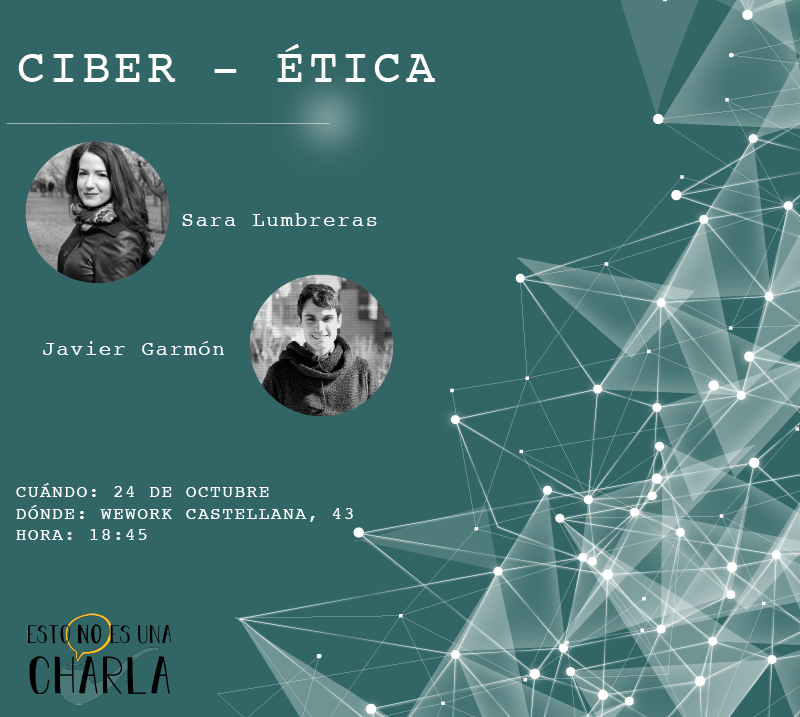 CIBER - ÉTICA
Sara Lumbreras
Javier Garmón
CUÁNDO: 24 DE OCTUBRE
DÓNDE: WEWORK CASTELLANA, 43
HORA: 18:45
ESTO NO ES UNA
CHARLA